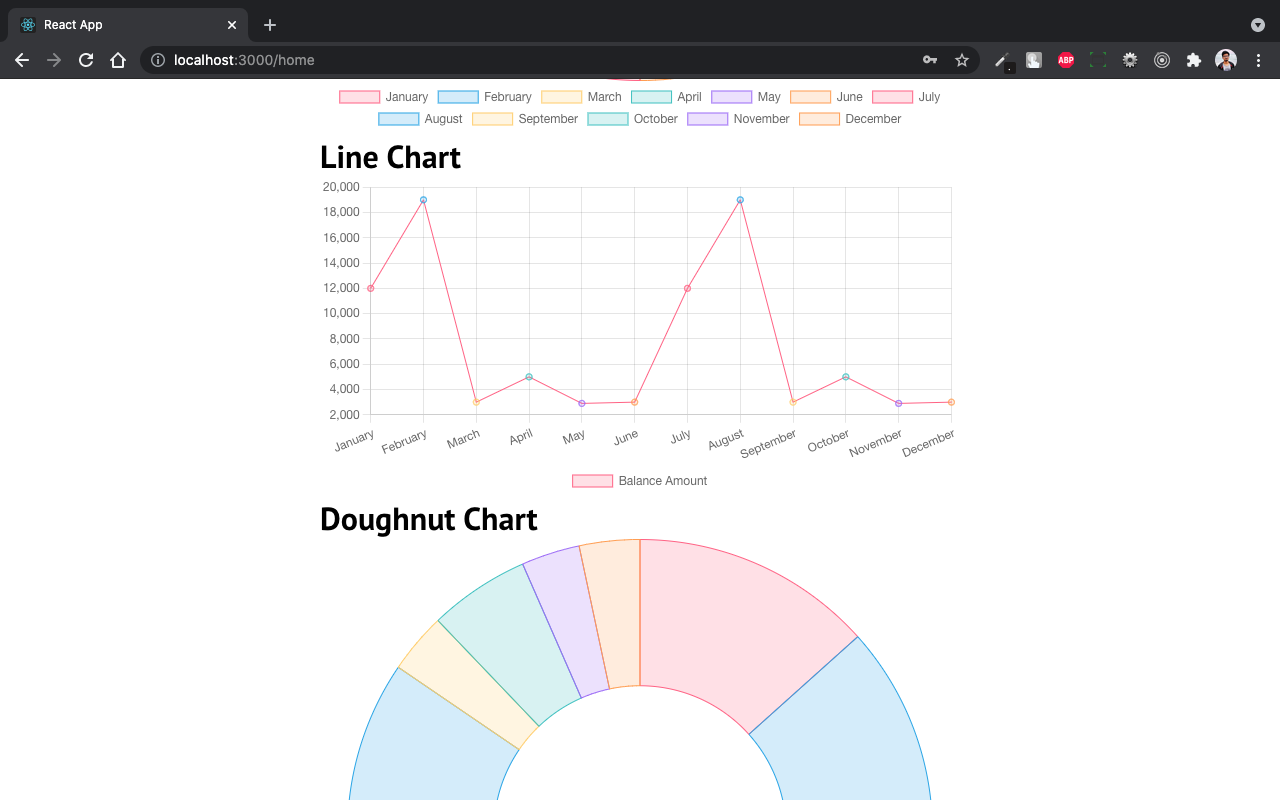 React App
localhost:3000/home
ABP
January February March April May June July
August September October November December
Line Chart
20,000
18,000
16,000
14,000
12,000
10,000
8,000
6,000
4,000
2,000
January February March April May June July August September October November December
Balance Amount
Doughnut Chart